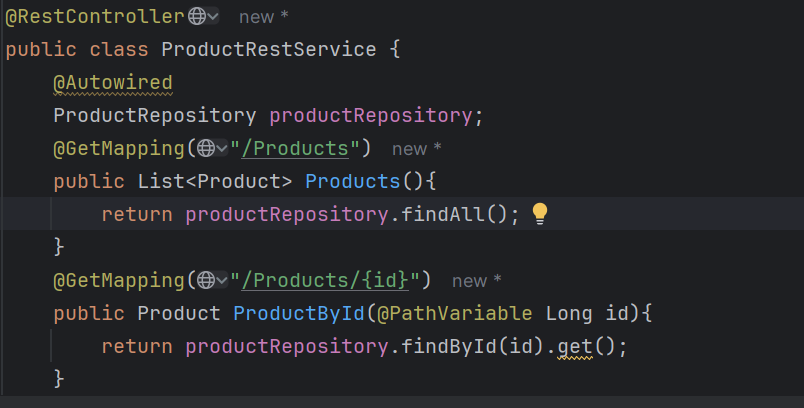 @RestController new *
public class ProductRestService {
@Autowired
ProductRepository productRepository;
@GetMapping("/Products") new *
public List<Product> Products(){
return productRepository.findAll();
}
@GetMapping("/Products/{id}") new *
public Product ProductById(@PathVariable Long id){
return productRepository.findById(id).get();
}